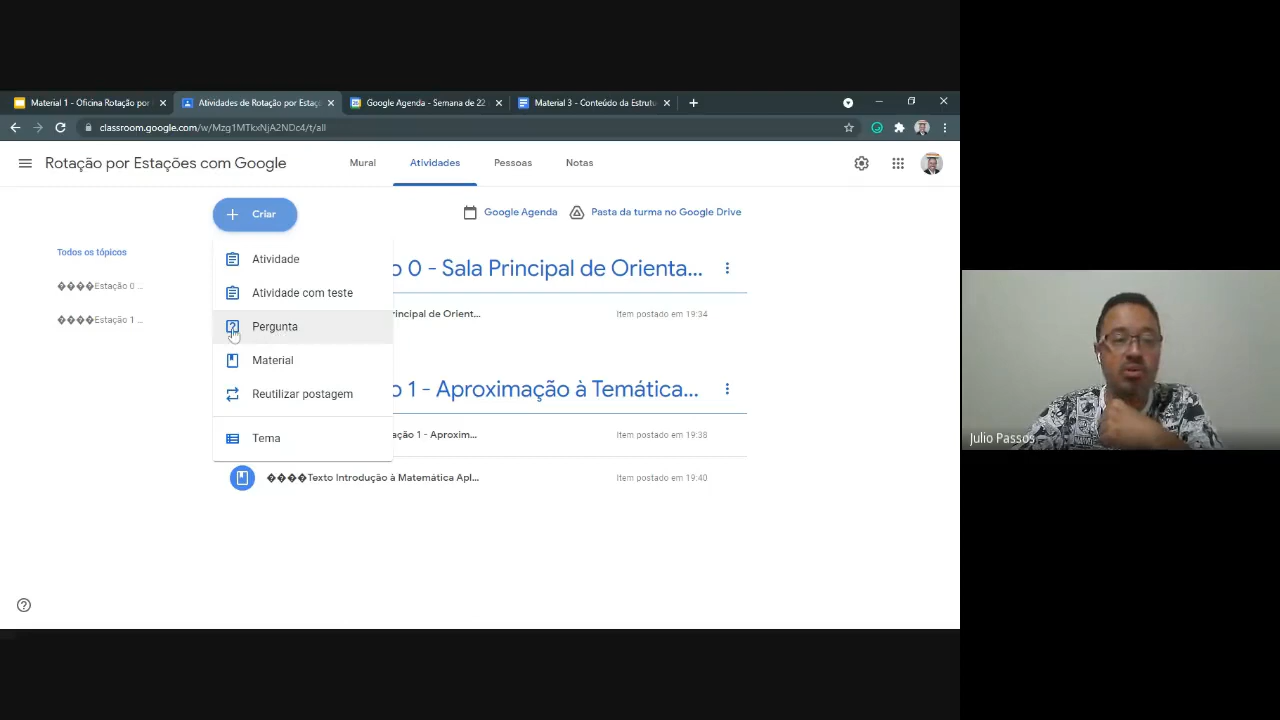 Material 1 - Oficina Rotação por
Atividades de Rotação por Estaç
Google Agenda - Semana de 22
Material 3 - Conteúdo da Estrutu
classroom.google.com/w/Mzg1MTkxNjA2NDc4/t/all
Rotação por Estações com Google
Mural
Atividades
Pessoas
Notas
Criar
Google Agenda
Pasta da turma no Google Drive
Todos os tópicos
����Estação 0 ...
����Estação 1 ...
Atividade
Atividade com teste
Pergunta
Material
Reutilizar postagem
Tema
o 0 - Sala Principal de Orienta...
rincipal de Orient...
Item postado em 19:34
o 1 - Aproximação à Temática...
ação 1 - Aproxim...
Item postado em 19:38
����Texto Introdução à Matemática Apl...
Item postado em 19:40
Julio Passos